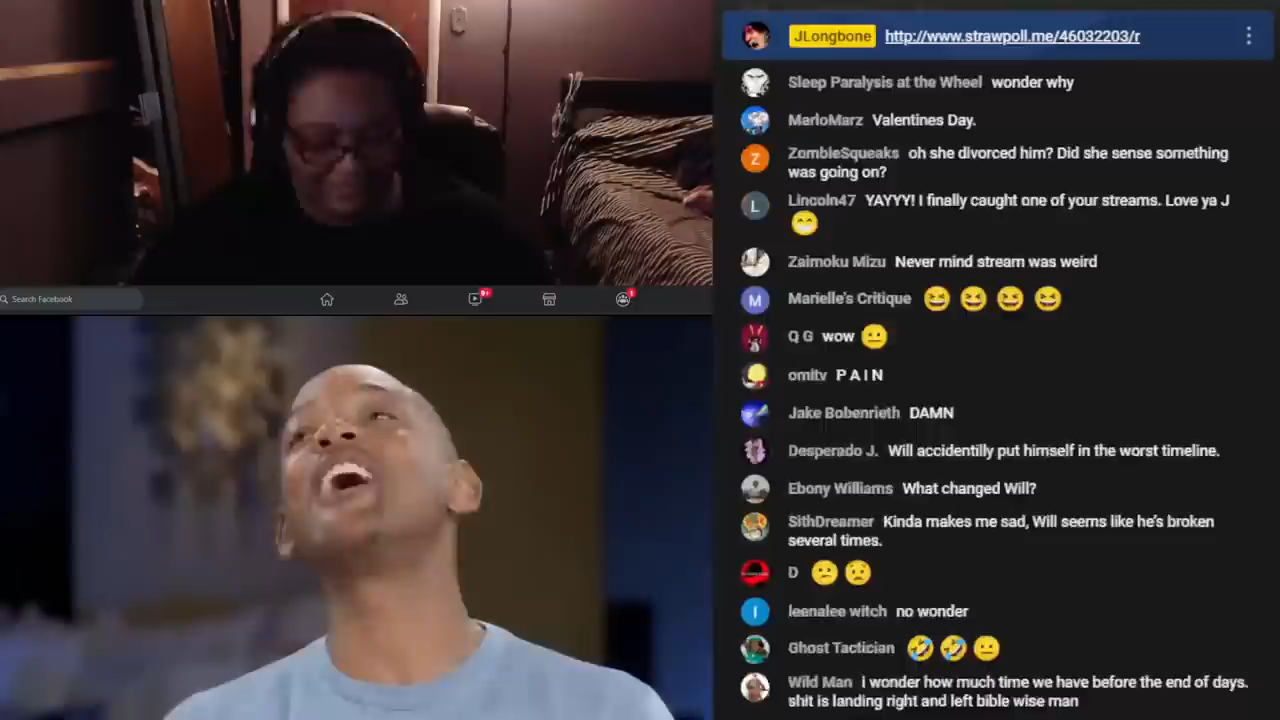 JLongbone http://www.strawpoll.me/46032203/r
Sleep Paralysis at the Wheel wonder why
MarloMarz Valentines Day.
ZombieSqueaks oh she divorced him? Did she sense something
was going on?
Lincoln47 YAYYY! I finally caught one of your streams. Love ya J
😁
Zaimoku Mizu Never mind stream was weird
Search Facebook
9+
1
Marielle's Critique 😆 😆 😆 😆
Q G wow 😐
omitv P A I N
Jake Bobenrieth DAMN
Desperado J. Will accidentilly put himself in the worst timeline.
Ebony Williams What changed Will?
SithDreamer Kinda makes me sad, Will seems like he's broken
several times.
D 😕 😟
leenalee witch no wonder
Ghost Tactician 🤣 🤣 😐
Wild Man i wonder how much time we have before the end of days.
shit is landing right and left bible wise man